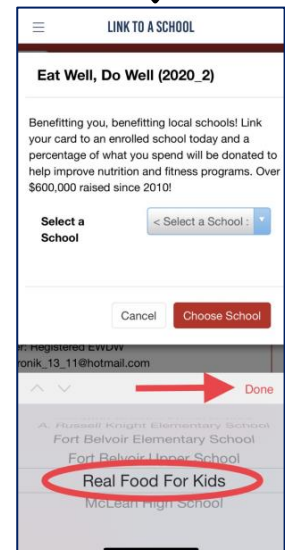 LINK TO A SCHOOL
Eat Well, Do Well (2020_2)
Benefitting you, benefitting local schools! Link
your card to an enrolled school today and a
percentage of what you spend will be donated to
help improve nutrition and fitness programs. Over
$600,000 raised since 2010!
Select a School
< Select a School :
Cancel
Choose School
Registered EWDW
ronik_13_11@hotmail.com
Done
A. Russell Knight Elementary School
Fort Belvoir Elementary School
Fort Belvoir Upper School
Real Food For Kids
McLean High School